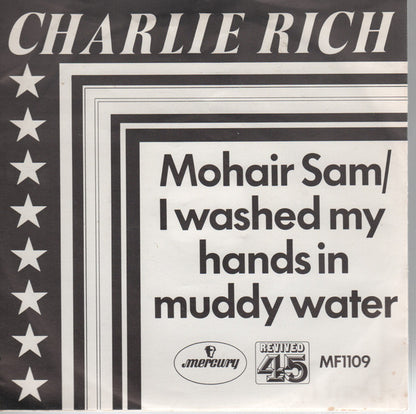 CHARLIE RICH
Mohair Sam/
I washed my
hands in
muddy water
mercury
REVIVED
45
MF1109